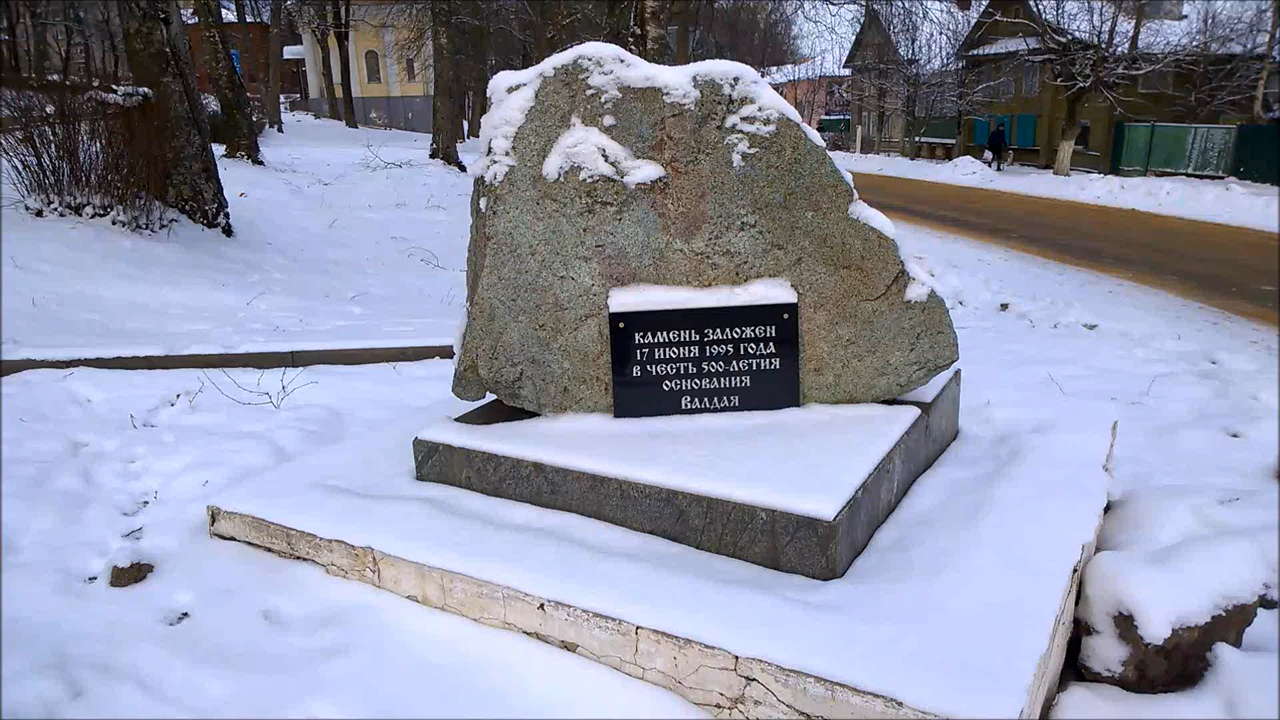 КАМЕНЬ ЗАЛОЖЕН
17 ИЮНЯ 1995 ГОДА
В ЧЕСТЬ 500-ЛЕТИЯ
ОСНОВАНИЯ
ВАЛДАЯ